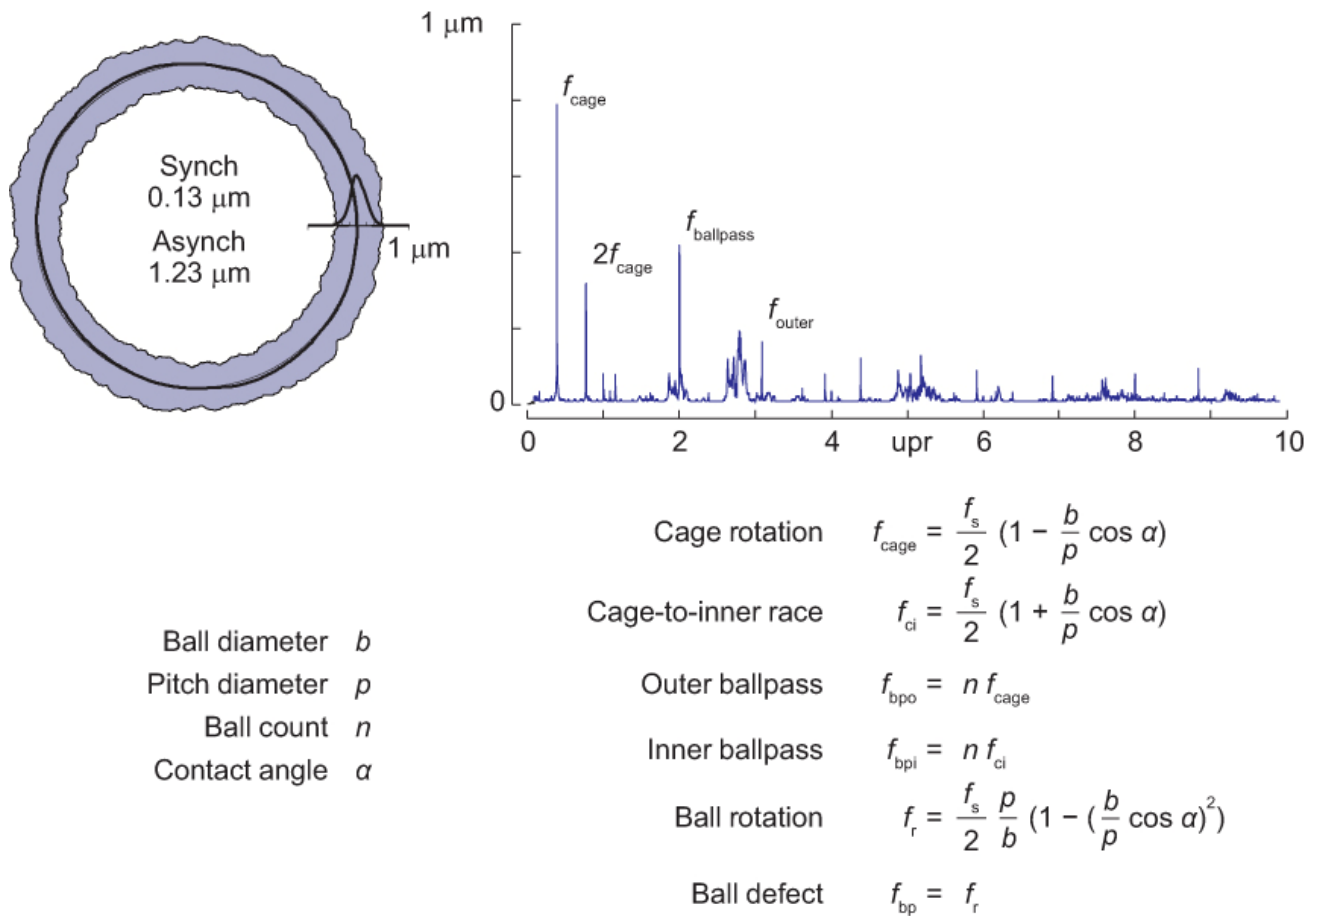 1 μm
f_cage
Synch
0.13 μm
Asynch
1.23 μm
1 μm
2f_cage
f_ballpass
f_outer
0
0 2 4 upr 6 8 10
Cage rotation f_cage = f_s/2 (1 − b/p cos α)
Cage-to-inner race f_ci = f_s/2 (1 + b/p cos α)
Ball diameter b
Pitch diameter p
Ball count n
Contact angle α
Outer ballpass f_bpo = n f_cage
Inner ballpass f_bpi = n f_ci
Ball rotation f_r = f_s/2 p/b (1 − (b/p cos α)²)
Ball defect f_bp = f_r